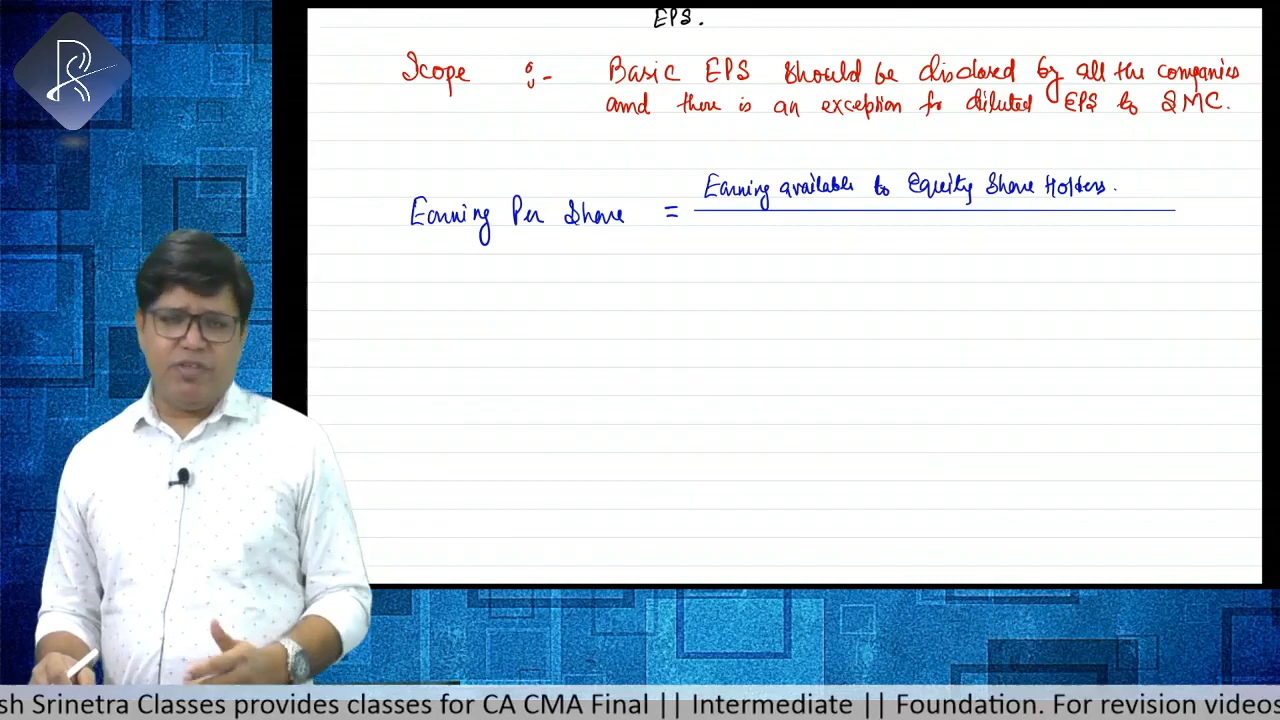 EPS.
Scope :- Basic EPS should be disclosed by all the companies
and there is an exception for diluted EPS to SMC.
Earning available to Equity Share Holders.
Earning Per Share =
sh Srinetra Classes provides classes for CA CMA Final || Intermediate || Foundation. For revision videos